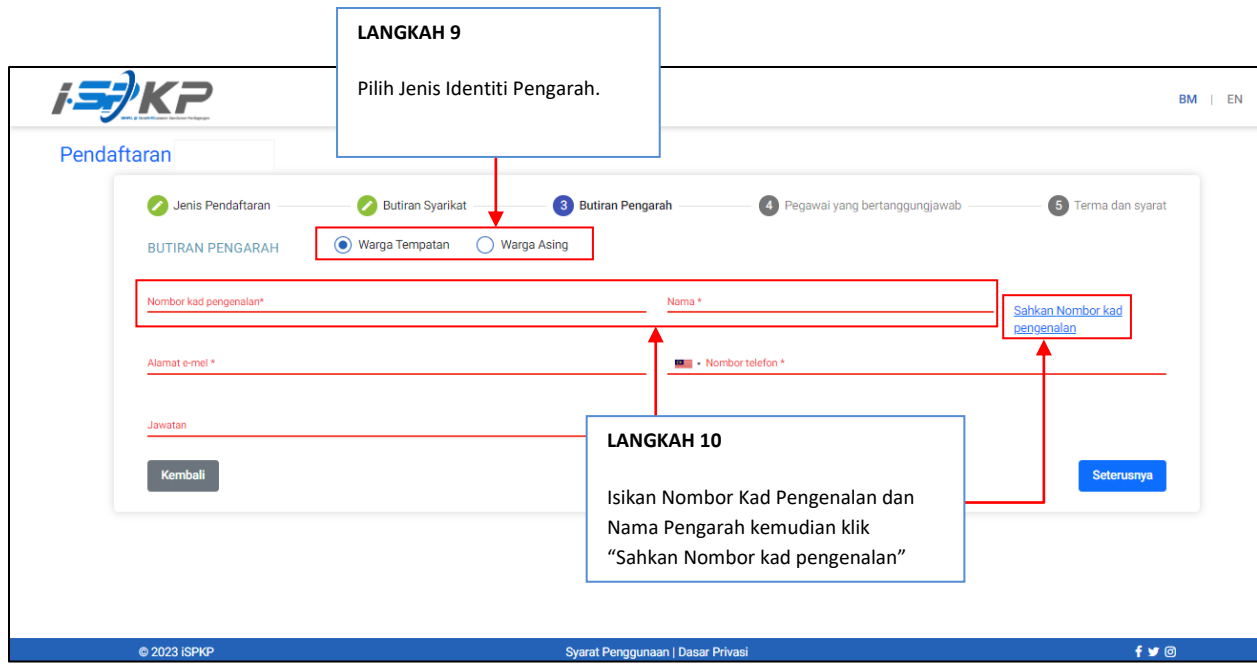 LANGKAH 9
Pilih Jenis Identiti Pengarah.
iSPKP
BM | EN
Pendaftaran
Jenis Pendaftaran
Butiran Syarikat
3 Butiran Pengarah
4 Pegawai yang bertanggungjawab
5 Terma dan syarat
BUTIRAN PENGARAH
Warga Tempatan
Warga Asing
Nombor kad pengenalan*
Nama *
Sahkan Nombor kad
pengenalan
Alamat e-mel *
Nombor telefon *
Jawatan
LANGKAH 10
Isikan Nombor Kad Pengenalan dan
Nama Pengarah kemudian klik
“Sahkan Nombor kad pengenalan”
Kembali
Seterusnya
© 2023 iSPKP
Syarat Penggunaan | Dasar Privasi